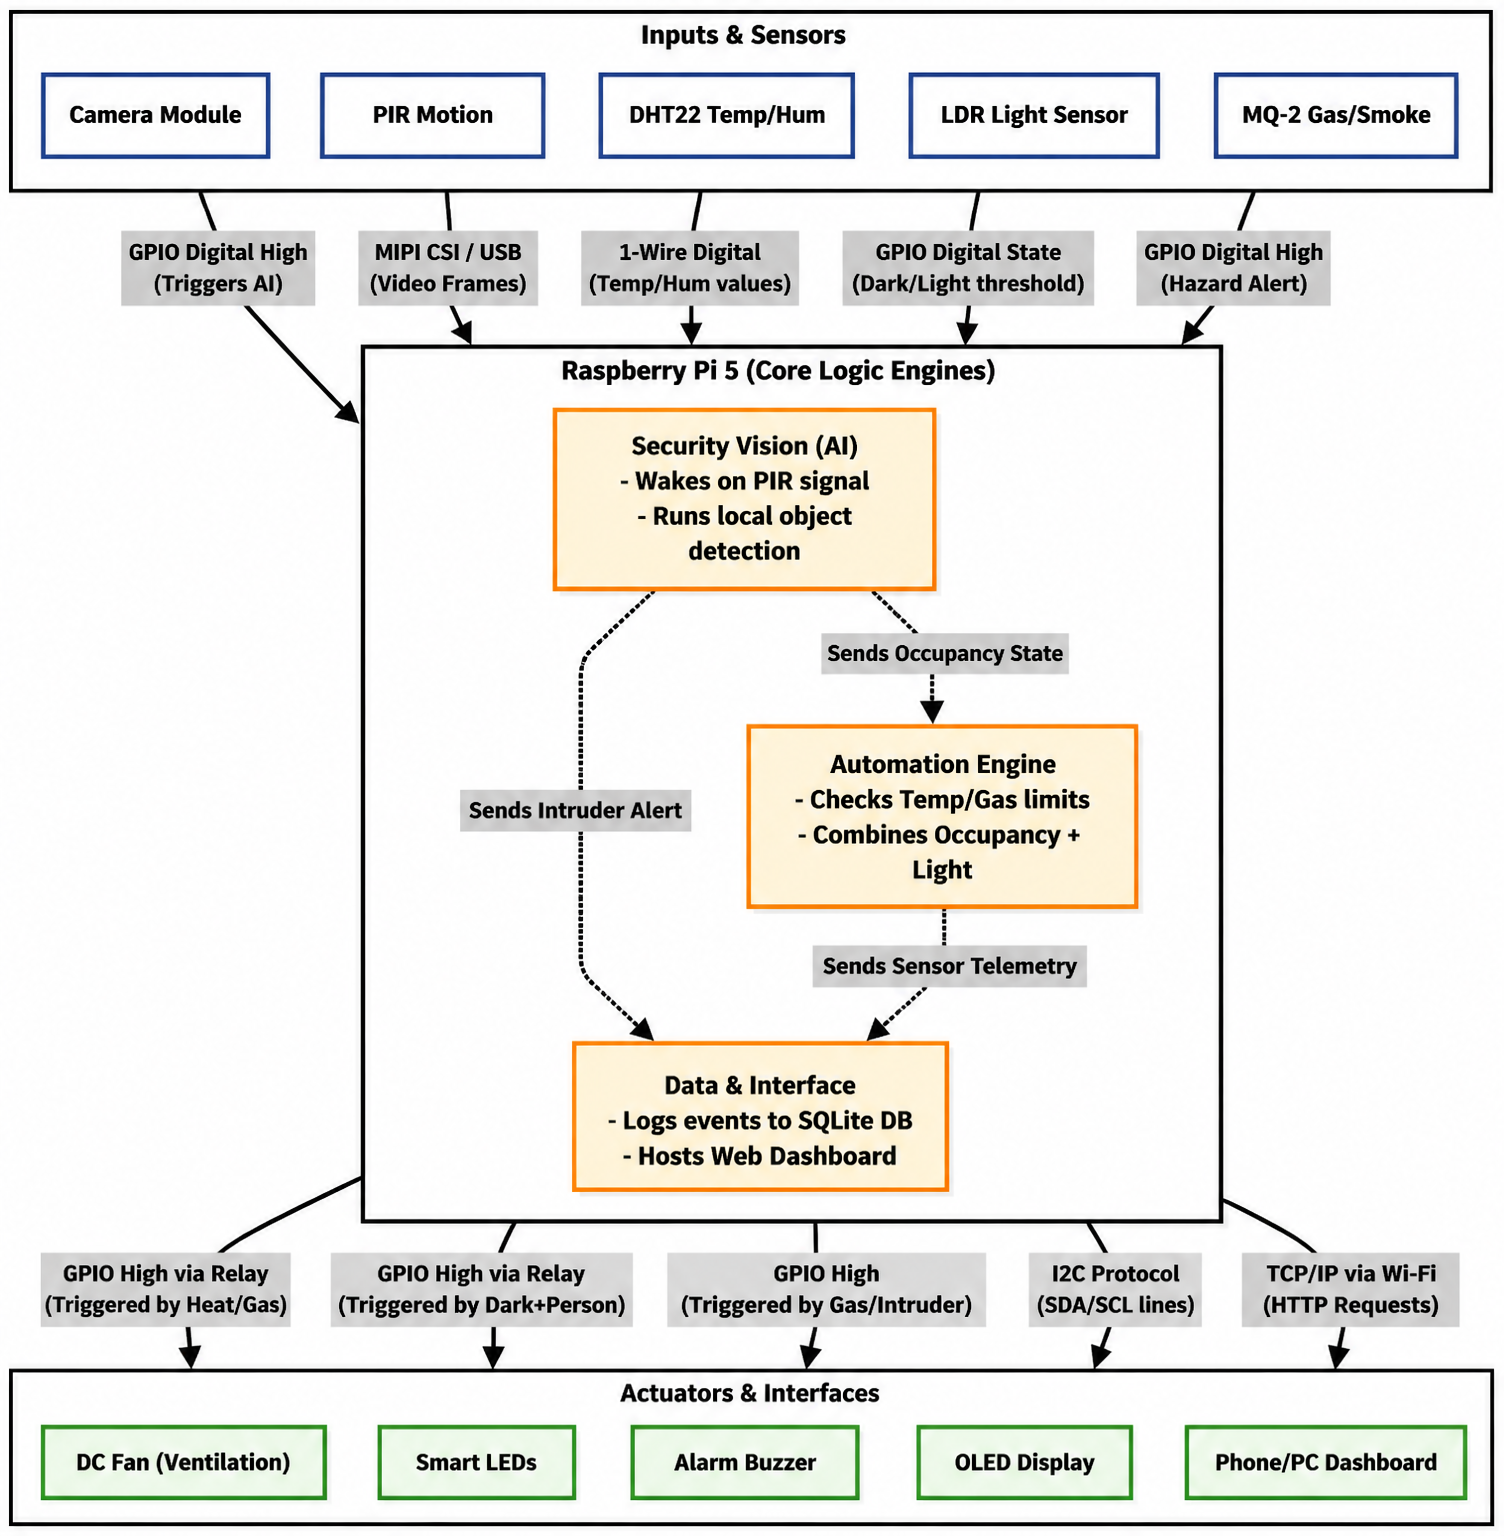 Inputs & Sensors
Camera Module
PIR Motion
DHT22 Temp/Hum
LDR Light Sensor
MQ-2 Gas/Smoke
GPIO Digital High
(Triggers AI)
MIPI CSI / USB
(Video Frames)
1-Wire Digital
(Temp/Hum values)
GPIO Digital State
(Dark/Light threshold)
GPIO Digital High
(Hazard Alert)
Raspberry Pi 5 (Core Logic Engines)
Security Vision (AI)
- Wakes on PIR signal
- Runs local object
detection
Sends Occupancy State
Automation Engine
- Checks Temp/Gas limits
- Combines Occupancy +
Light
Sends Intruder Alert
Sends Sensor Telemetry
Data & Interface
- Logs events to SQLite DB
- Hosts Web Dashboard
GPIO High via Relay
(Triggered by Heat/Gas)
GPIO High via Relay
(Triggered by Dark+Person)
GPIO High
(Triggered by Gas/Intruder)
I2C Protocol
(SDA/SCL lines)
TCP/IP via Wi-Fi
(HTTP Requests)
Actuators & Interfaces
DC Fan (Ventilation)
Smart LEDs
Alarm Buzzer
OLED Display
Phone/PC Dashboard